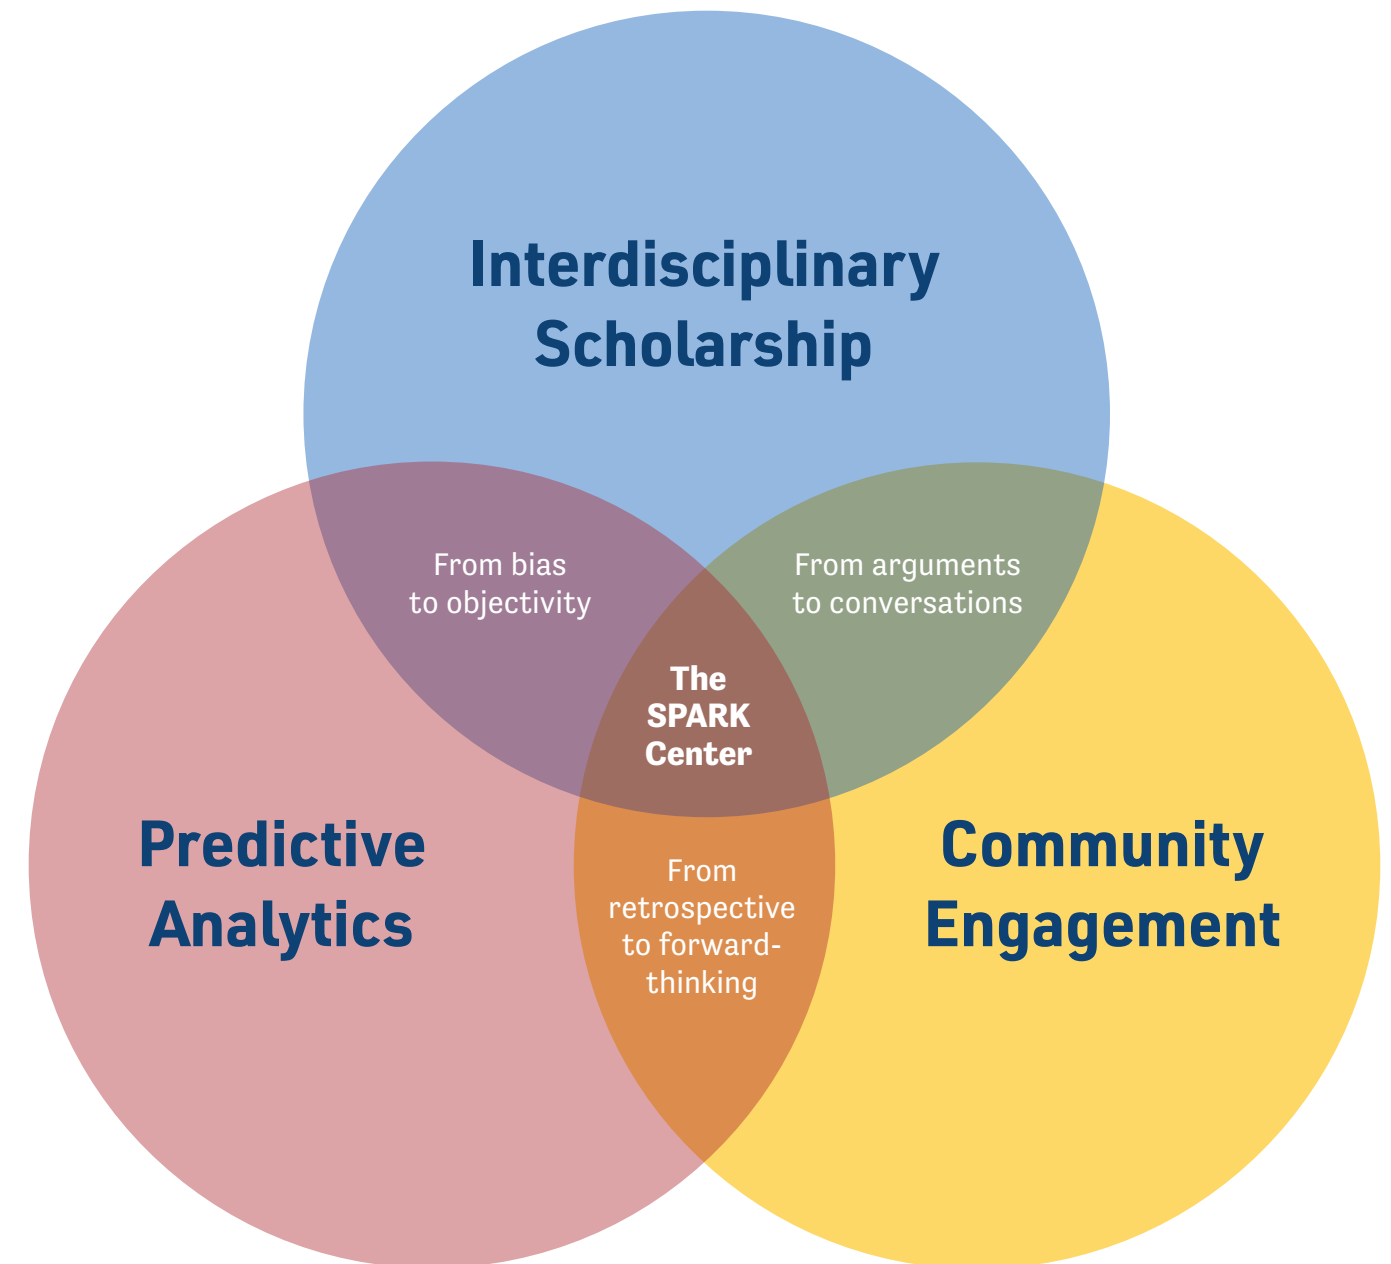 Interdisciplinary
Scholarship
From bias
to objectivity
From arguments
to conversations
The
SPARK
Center
Predictive
Analytics
From
retrospective
to forward-
thinking
Community
Engagement